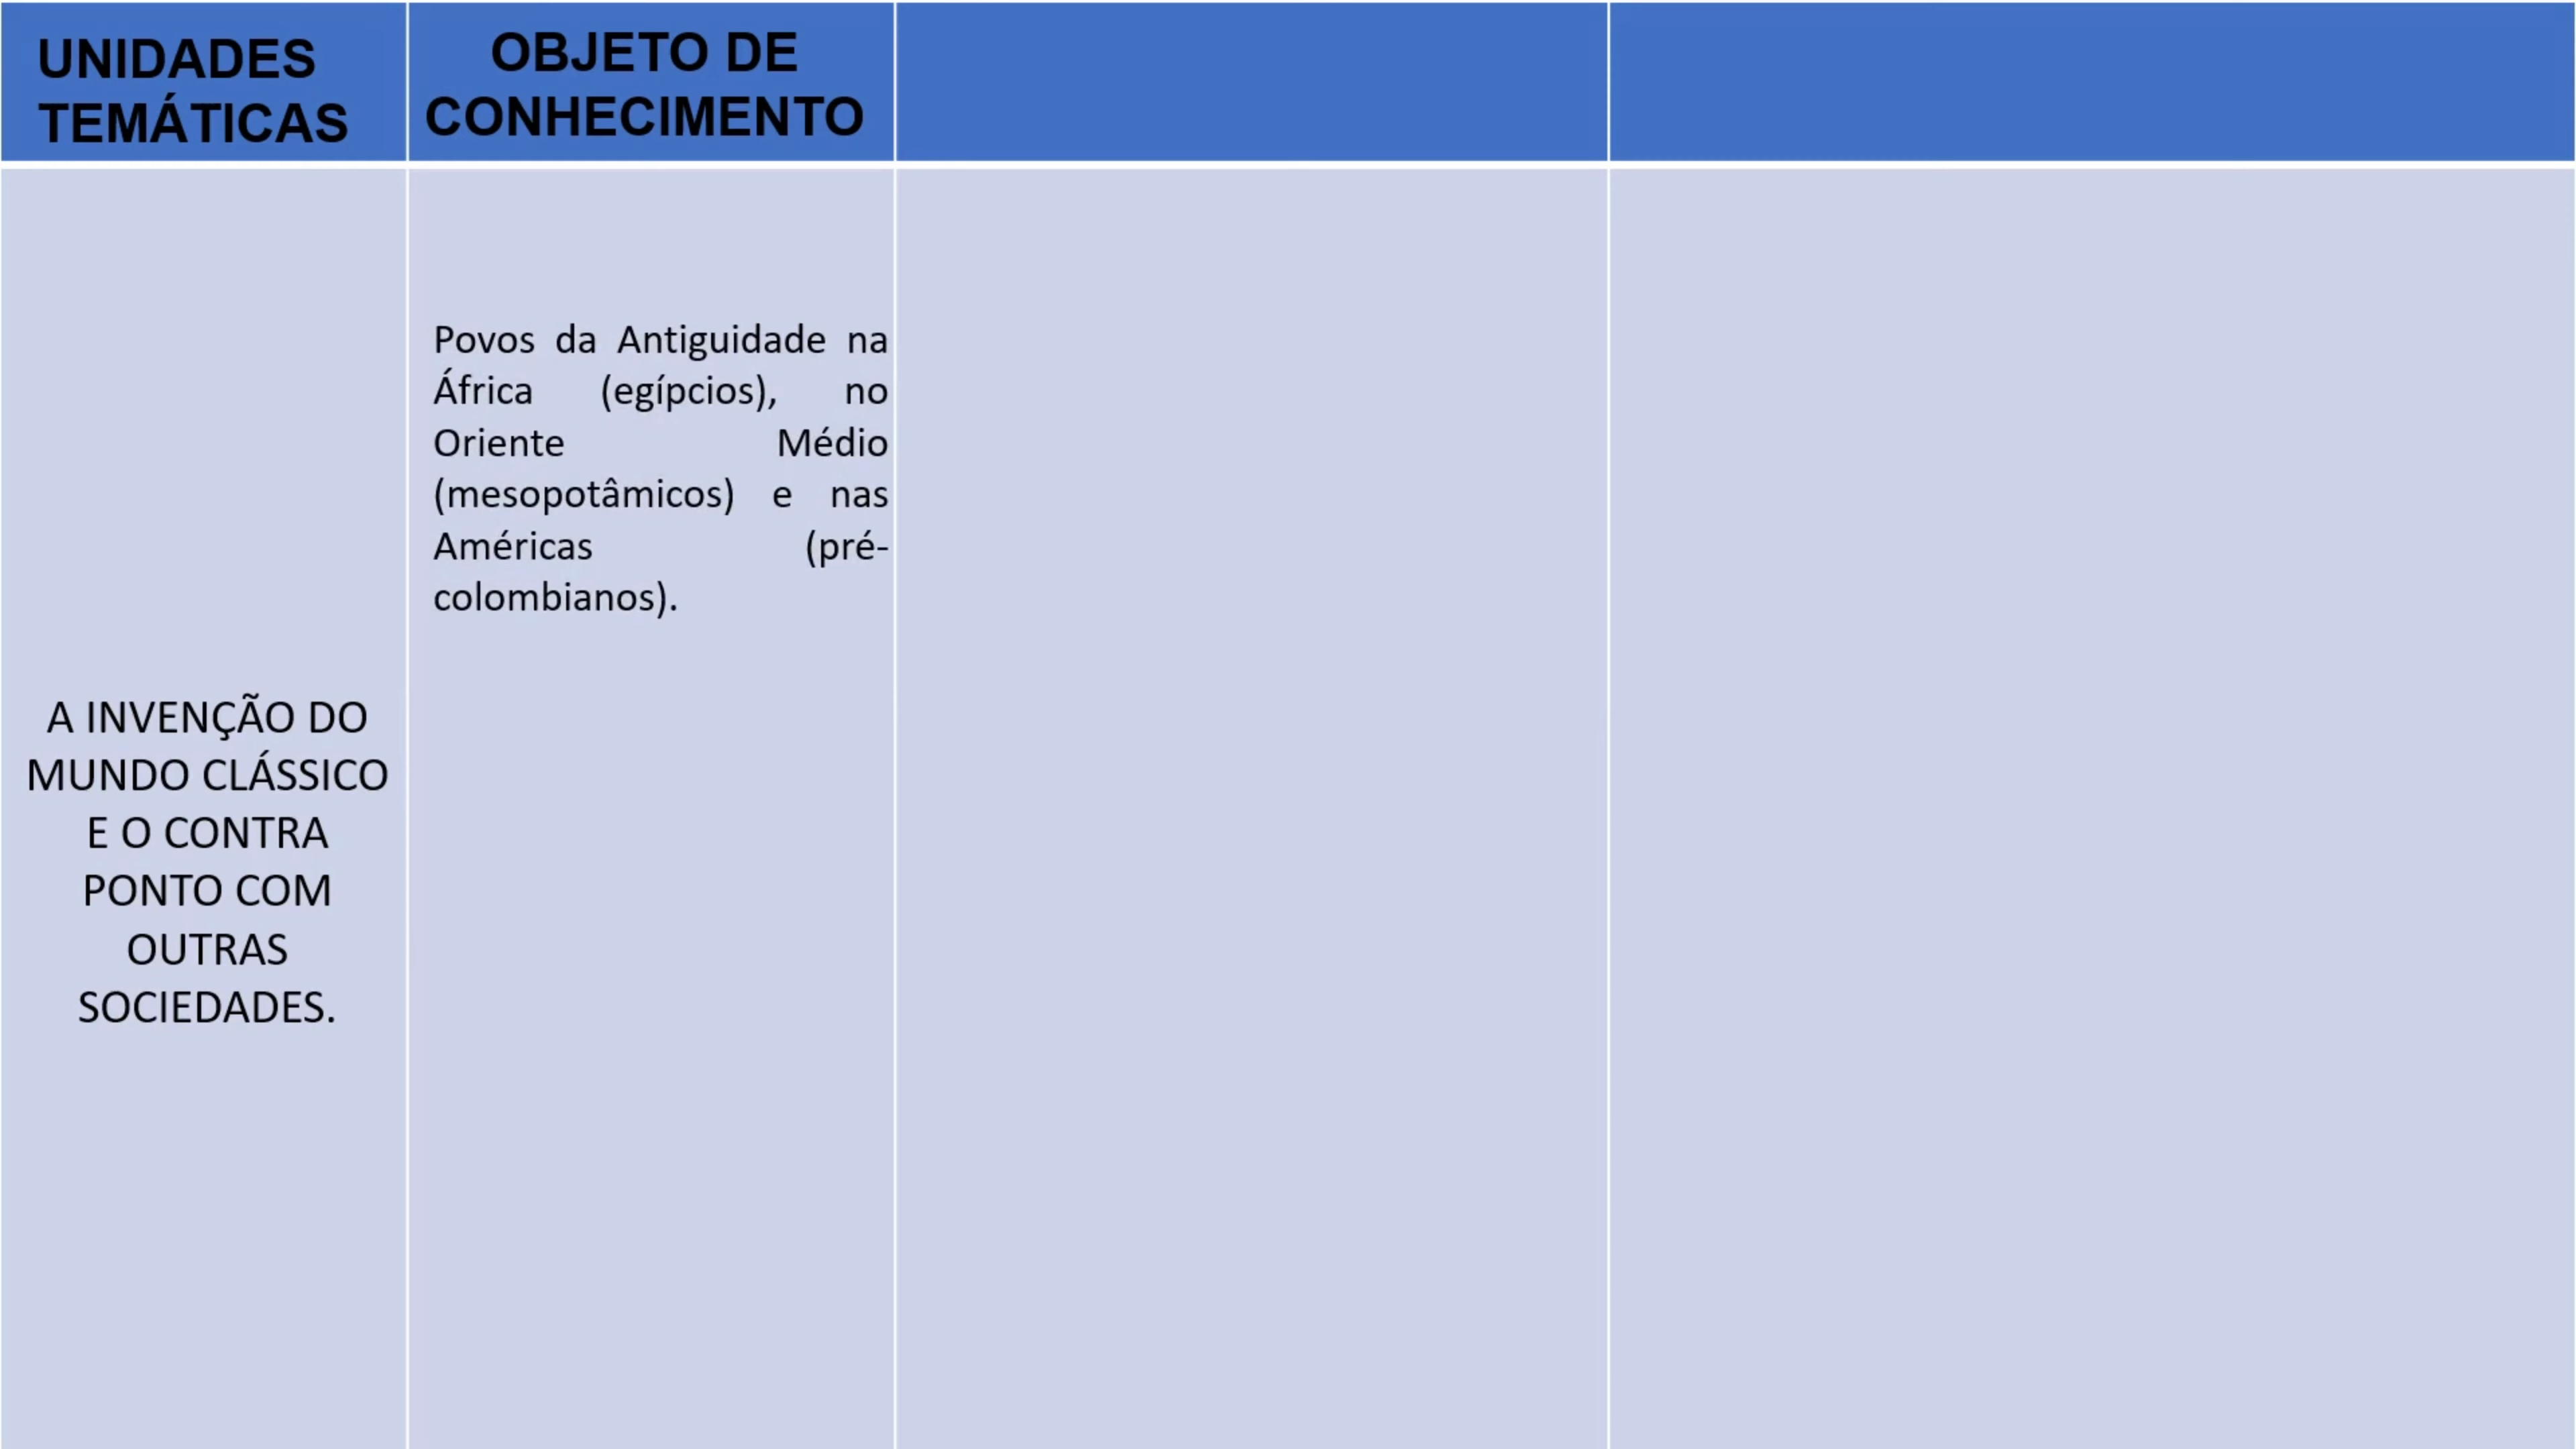 UNIDADES
TEMÁTICAS
OBJETO DE
CONHECIMENTO
Povos da Antiguidade na
África (egípcios), no
Oriente Médio
(mesopotâmicos) e nas
Américas (pré-
colombianos).
A INVENÇÃO DO
MUNDO CLÁSSICO
E O CONTRA
PONTO COM
OUTRAS
SOCIEDADES.